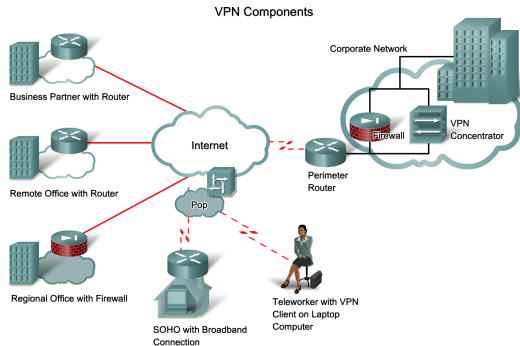 VPN Components
Corporate Network
Business Partner with Router
Internet
Firewall
VPN
Concentrator
Remote Office with Router
Perimeter
Router
Pop
Regional Office with Firewall
SOHO with Broadband
Connection
Teleworker with VPN
Client on Laptop
Computer